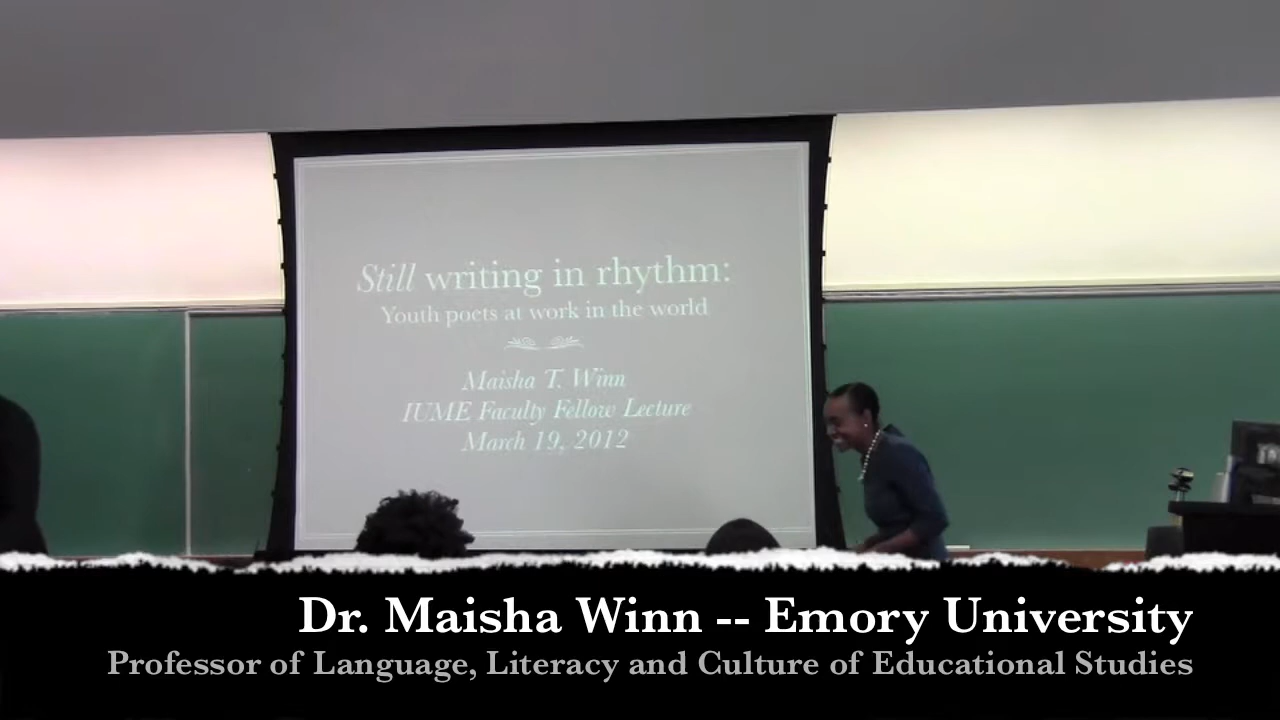 Still writing in rhythm:
Youth poets at work in the world
Maisha T. Winn
IUME Faculty Fellow Lecture
March 19, 2012
Dr. Maisha Winn -- Emory University
Professor of Language, Literacy and Culture of Educational Studies